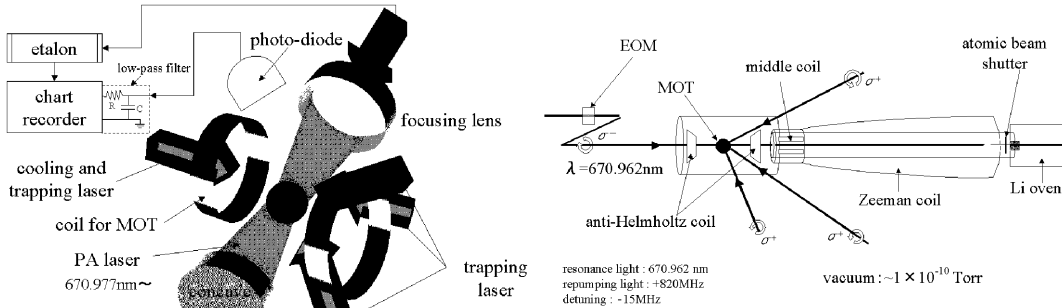 etalon
photo-diode
low-pass filter
R
C
chart
recorder
focusing lens
cooling and
trapping laser
coil for MOT
PA laser
670.977nm~
concave
trapping
laser
EOM
middle coil
atomic beam
shutter
MOT
σ+
σ−
λ=670.962nm
Li oven
Zeeman coil
anti-Helmholtz coil
σ+
σ+
resonance light : 670.962 nm
repumping light : +820MHz
detuning : -15MHz
vacuum : ~1 × 10-10 Torr